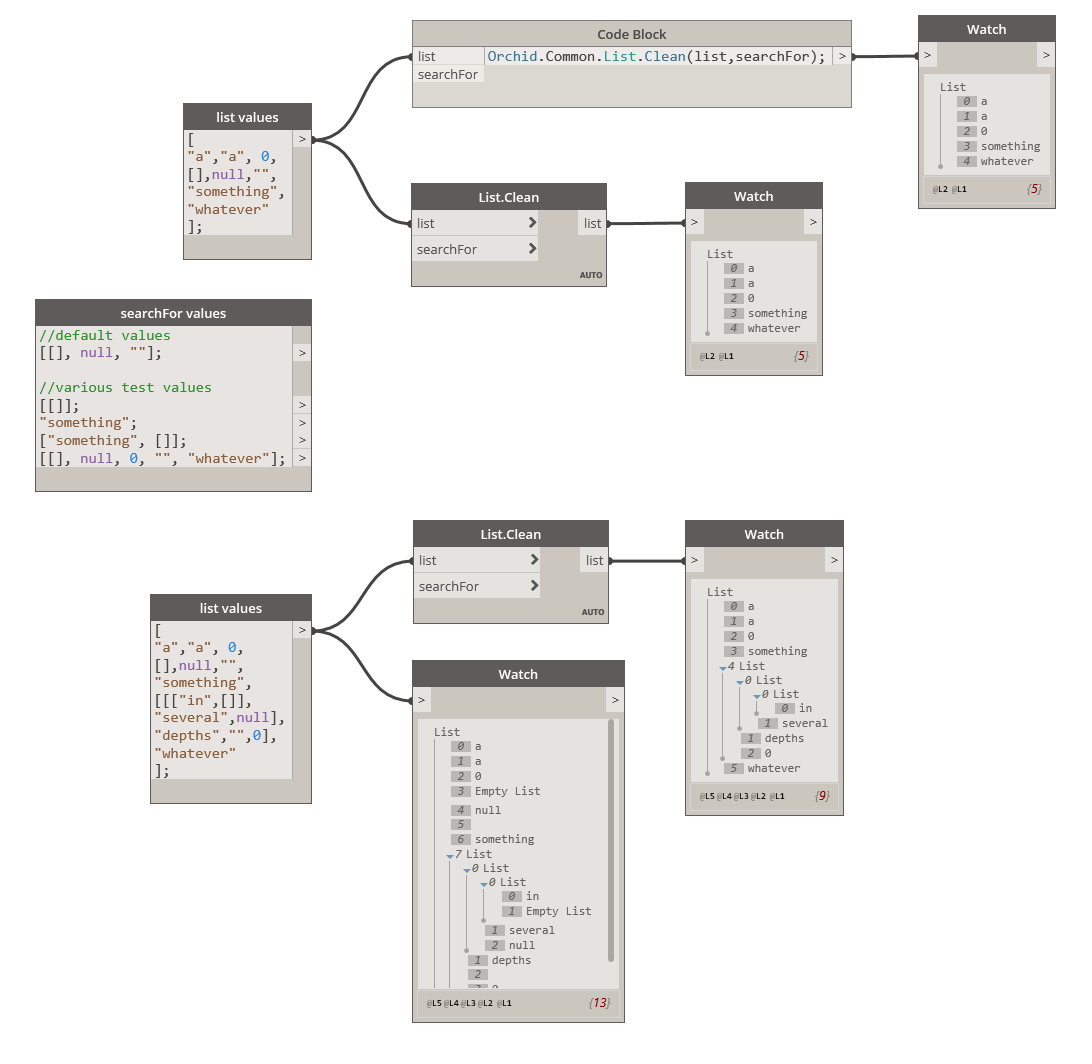 Code Block
list
Orchid.Common.List.Clean(list,searchFor);
>
searchFor
Watch
>
>
List
0 a
1 a
2 0
3 something
4 whatever
@L2 @L1
{5}
list values
[
"a","a", 0,
[],null,"",
"something",
"whatever"
];
>
List.Clean
list
list
searchFor
AUTO
Watch
>
>
List
0 a
1 a
2 0
3 something
4 whatever
@L2 @L1
{5}
searchFor values
//default values
[[], null, ""];
>
//various test values
[[]];
>
"something";
>
["something", []];
>
[[], null, 0, "", "whatever"];
>
list values
[
"a","a", 0,
[],null,"",
"something",
[[["in",[]],
"several",null],
"depths","",0],
"whatever"
];
>
List.Clean
list
list
searchFor
AUTO
Watch
>
>
List
0 a
1 a
2 0
3 something
4 List
0 List
0 List
0 in
1 several
1 depths
2 0
5 whatever
@L5 @L4 @L3 @L2 @L1
{9}
Watch
>
>
List
0 a
1 a
2 0
3 Empty List
4 null
5
6 something
7 List
0 List
0 List
0 in
1 Empty List
1 several
2 null
1 depths
2
@L5 @L4 @L3 @L2 @L1
{13}